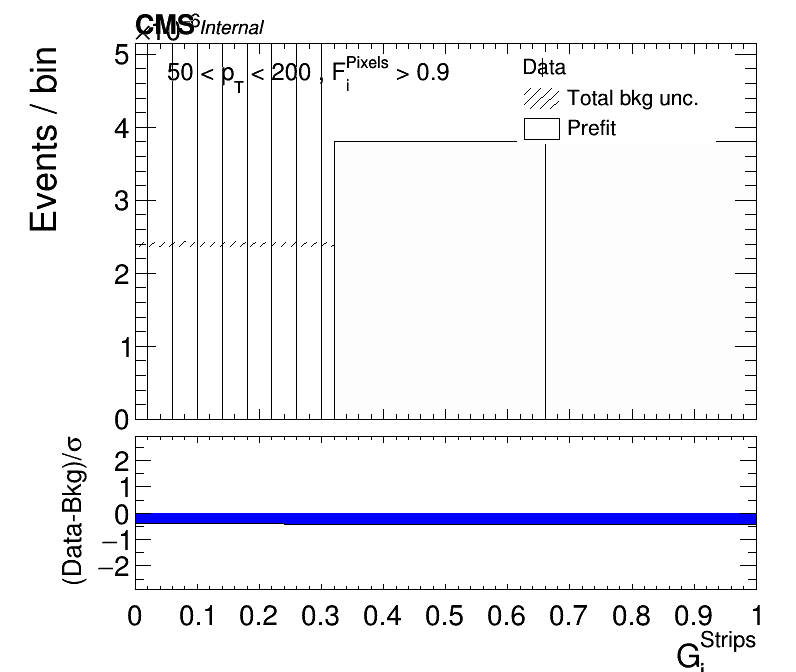 CMS Internal
×10⁻⁶
50 < p_T < 200 , F_i^Pixels > 0.9
Data
Total bkg unc.
Prefit
Events / bin
5
4
3
2
1
0
(Data-Bkg)/σ
2
1
0
−1
−2
0 0.1 0.2 0.3 0.4 0.5 0.6 0.7 0.8 0.9 1
G_i^Strips